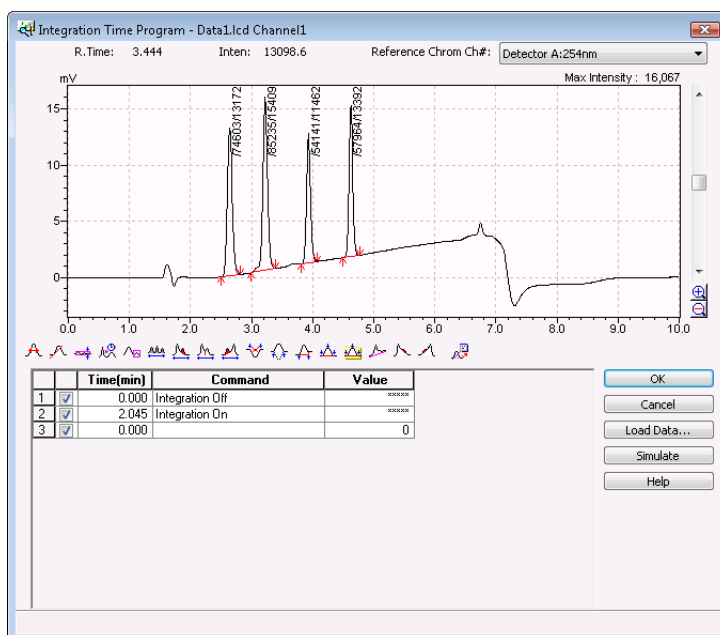 Integration Time Program - Data1.lcd Channel1
R.Time: 3.444 Inten: 13098.6 Reference Chrom Ch#: Detector A:254nm
mV Max Intensity : 16,067
15
10
5
0
/74603/13172
/85235/15409
/54141/11462
/57964/13392
0.0 1.0 2.0 3.0 4.0 5.0 6.0 7.0 8.0 9.0 10.0
Time(min) Command Value
1 0.000 Integration Off *****
2 2.045 Integration On *****
3 0.000 0
OK
Cancel
Load Data...
Simulate
Help